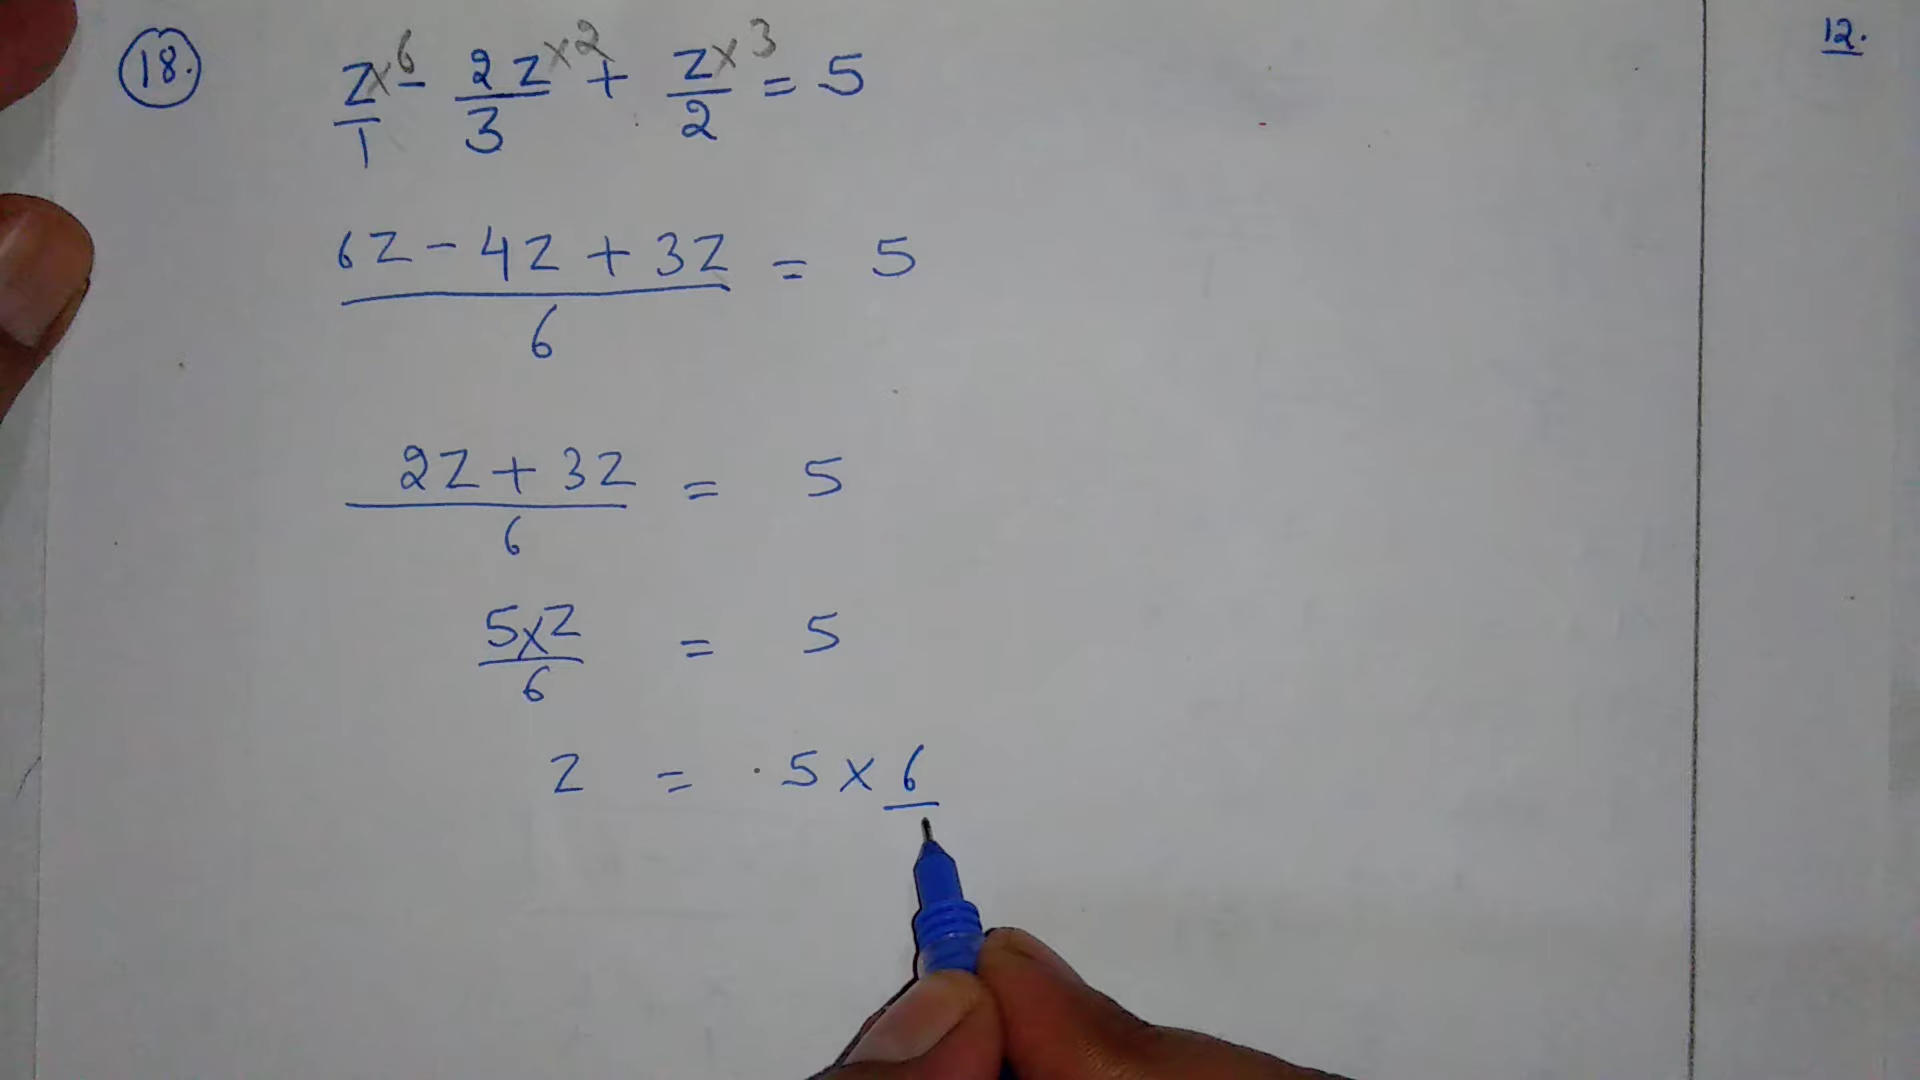 18. z/1 ×6 - 2z/3 ×2 + z/2 ×3 = 5
12.
(6z - 4z + 3z)/6 = 5
(2z + 3z)/6 = 5
(5×z)/6 = 5
z = 5 × 6